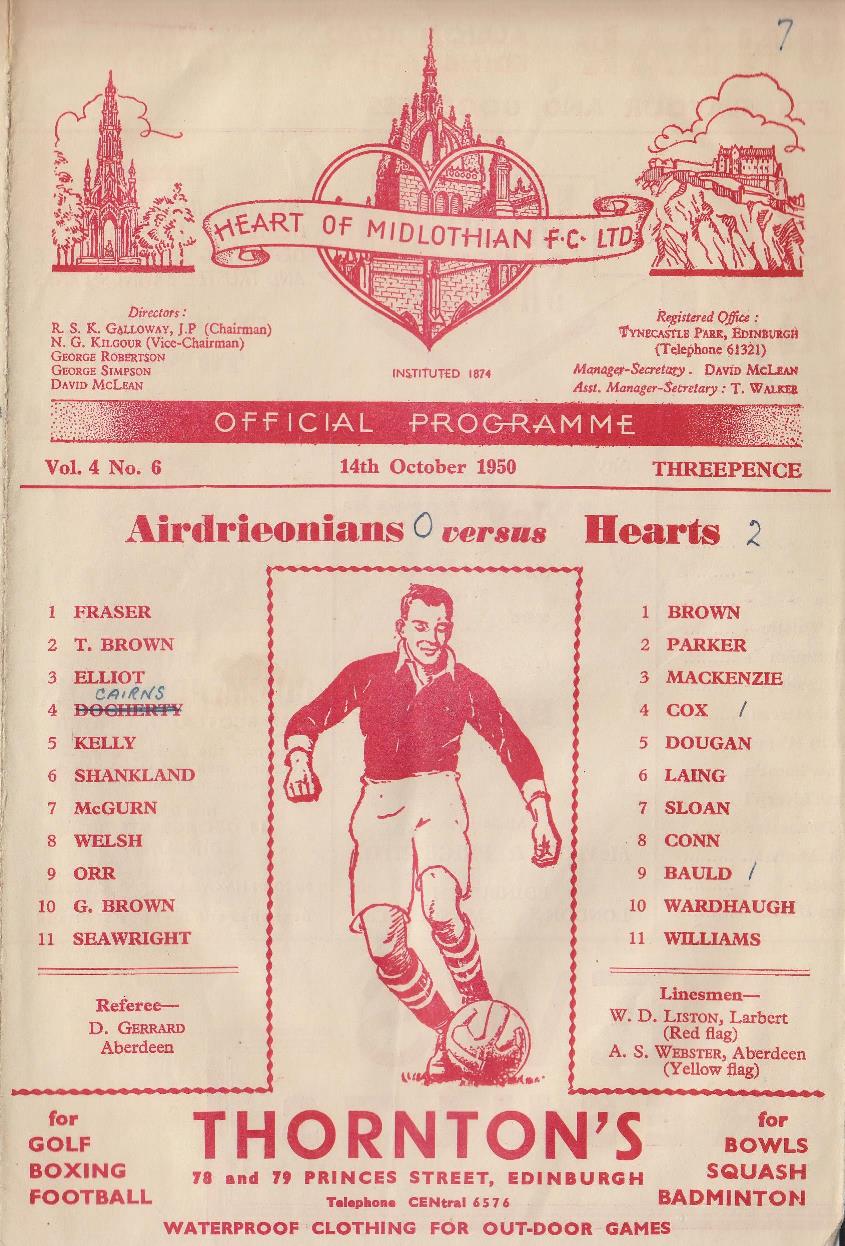 7
HEART OF MIDLOTHIAN F.C. LTD.
Directors :
R. S. K. GALLOWAY, J.P (Chairman)
N. G. KILGOUR (Vice-Chairman)
GEORGE ROBERTSON
GEORGE SIMPSON
DAVID MCLEAN
INSTITUTED 1874
Registered Office :
TYNECASTLE PARK, EDINBURGH
(Telephone 61321)
Manager-Secretary . DAVID MCLEAN
Asst. Manager-Secretary : T. WALKER
OFFICIAL PROGRAMME
Vol. 4 No. 6 14th October 1950 THREEPENCE
Airdrieonians 0 versus Hearts 2
1 FRASER
2 T. BROWN
3 ELLIOT
CAIRNS
4 DOGHERTY
5 KELLY
6 SHANKLAND
7 McGURN
8 WELSH
9 ORR
10 G. BROWN
11 SEAWRIGHT
Referee—
D. GERRARD
Aberdeen
1 BROWN
2 PARKER
3 MACKENZIE
4 COX /
5 DOUGAN
6 LAING
7 SLOAN
8 CONN
9 BAULD /
10 WARDHAUGH
11 WILLIAMS
Linesmen—
W. D. LISTON, Larbert
(Red flag)
A. S. WEBSTER, Aberdeen
(Yellow flag)
for
GOLF
BOXING
FOOTBALL
THORNTON'S
78 and 79 PRINCES STREET, EDINBURGH
Telephone CENtral 6576
for
BOWLS
SQUASH
BADMINTON
WATERPROOF CLOTHING FOR OUT-DOOR GAMES